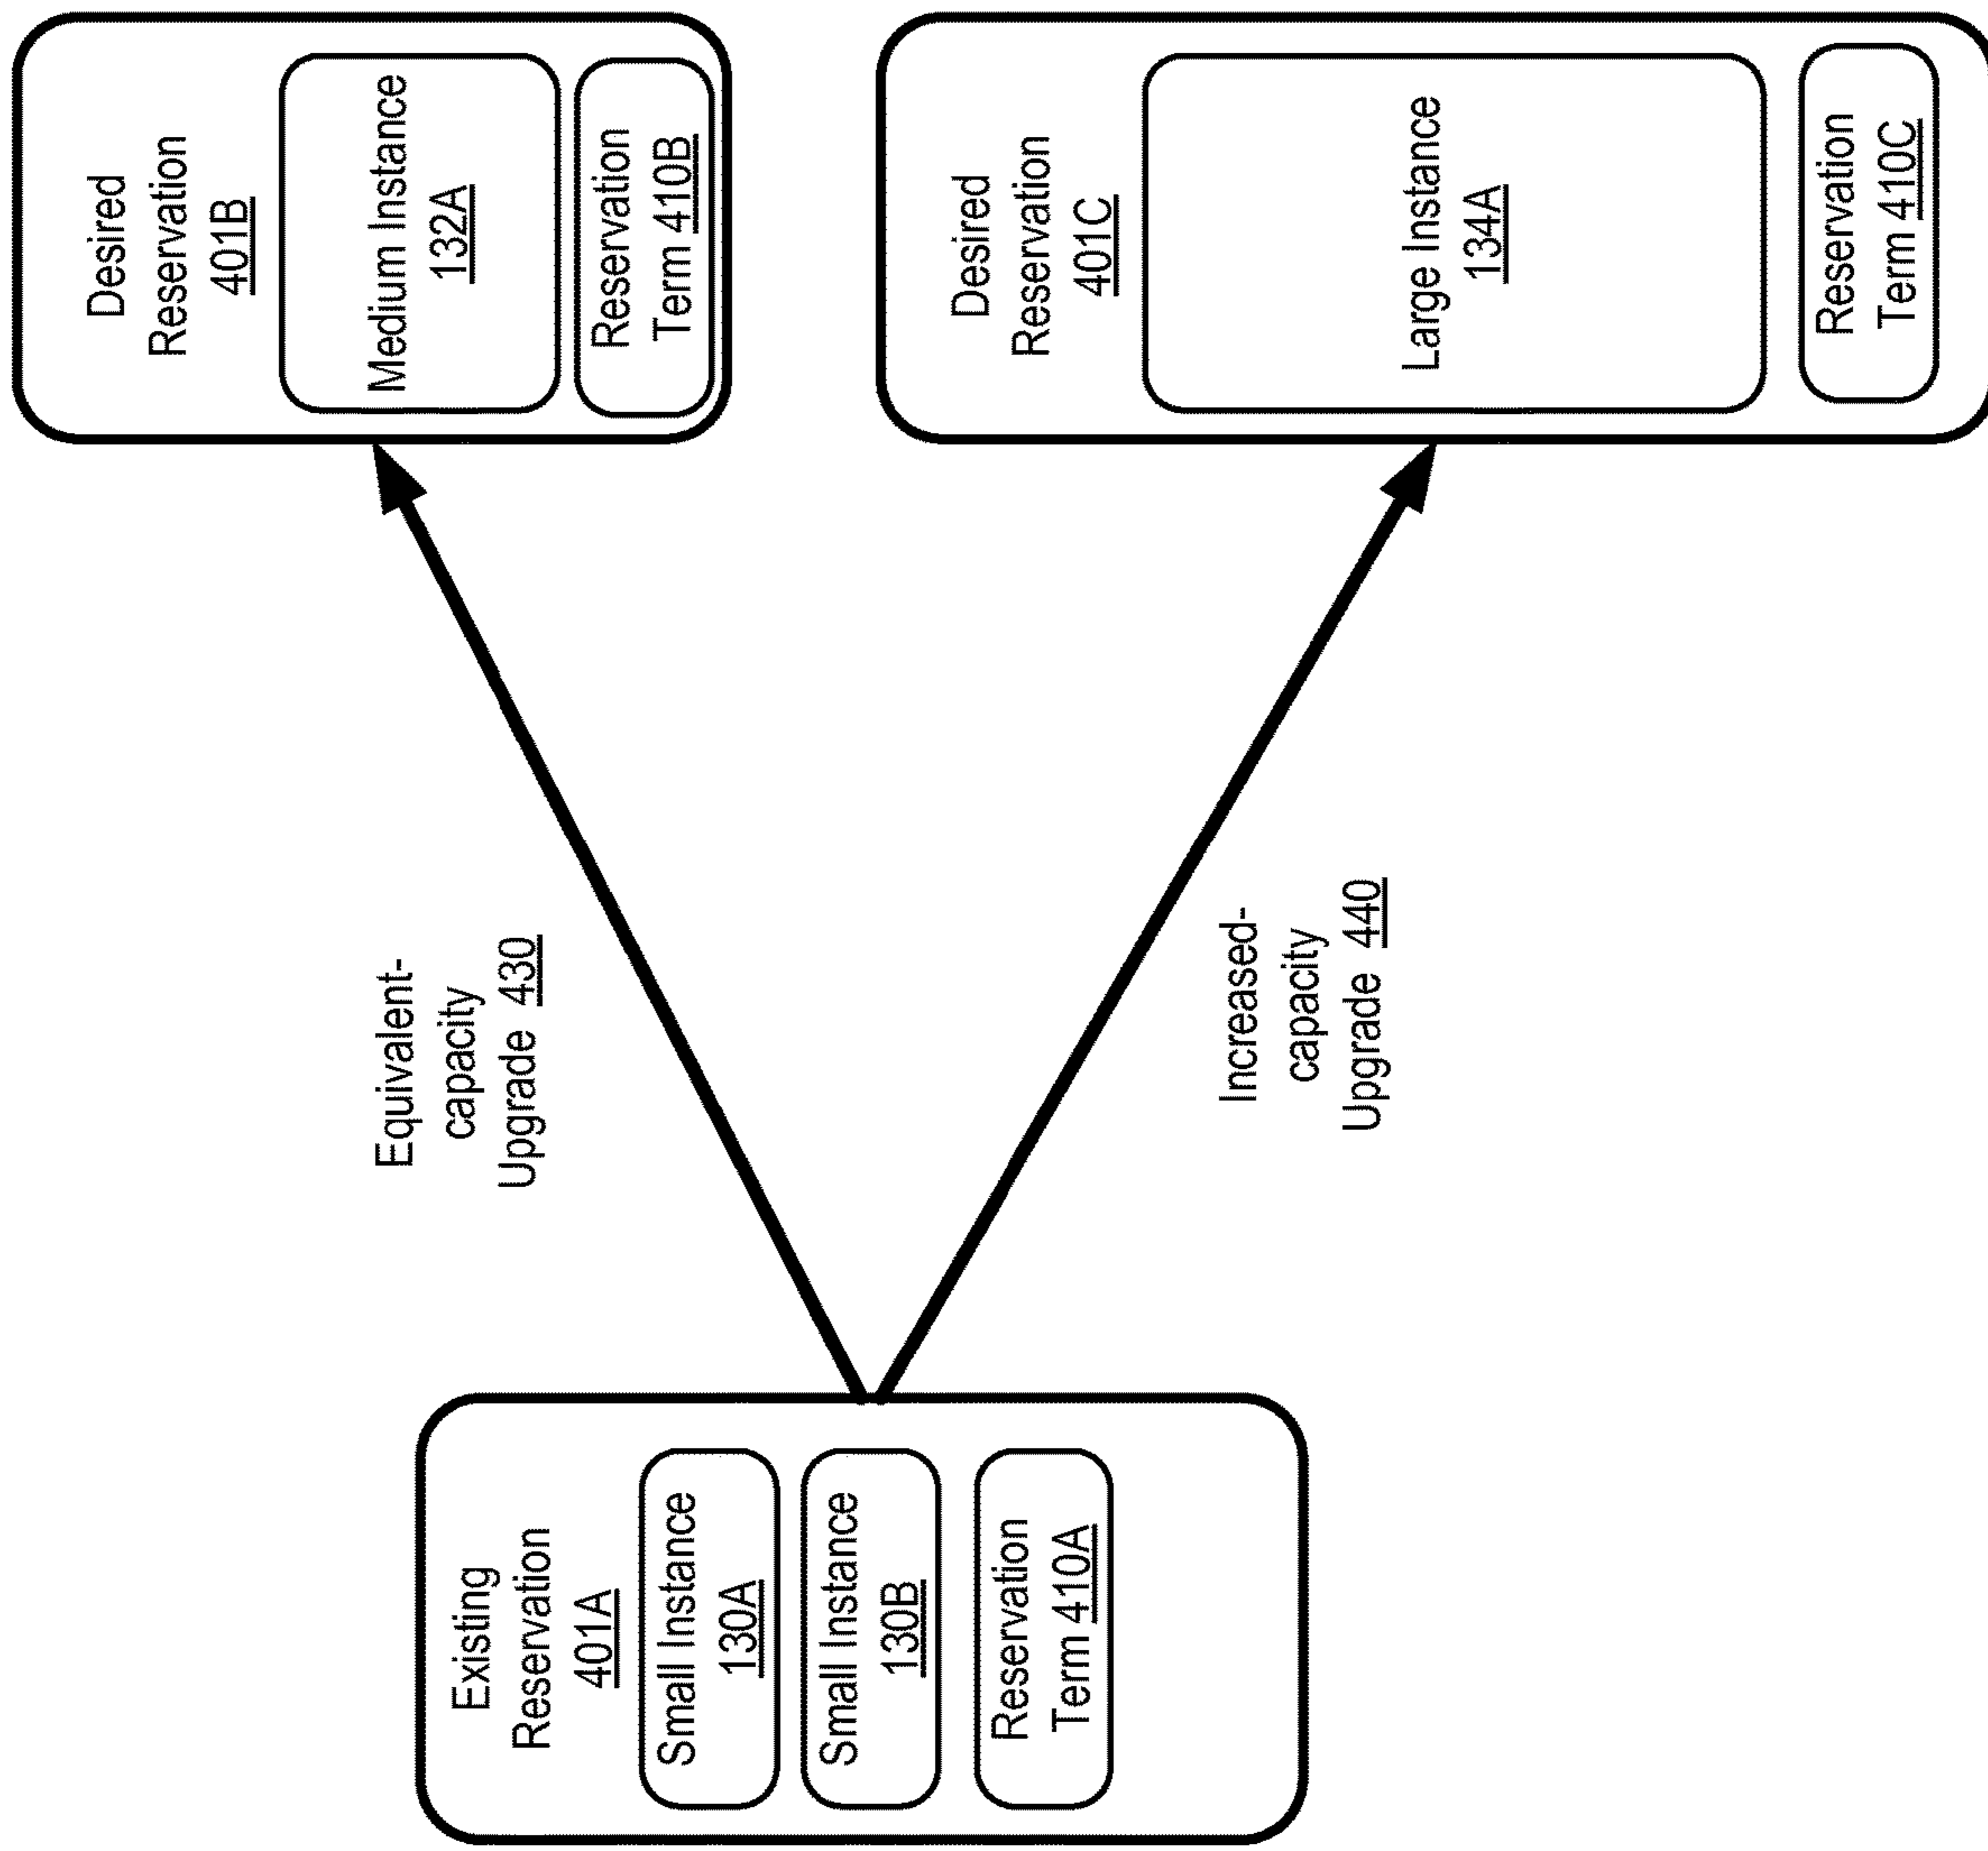 Existing
Reservation
401A
Small Instance
130A
Small Instance
130B
Reservation
Term 410A
Equivalent-
capacity
Upgrade 430
Increased-
capacity
Upgrade 440
Desired
Reservation
401B
Medium Instance
132A
Reservation
Term 410B
Desired
Reservation
401C
Large Instance
134A
Reservation
Term 410C